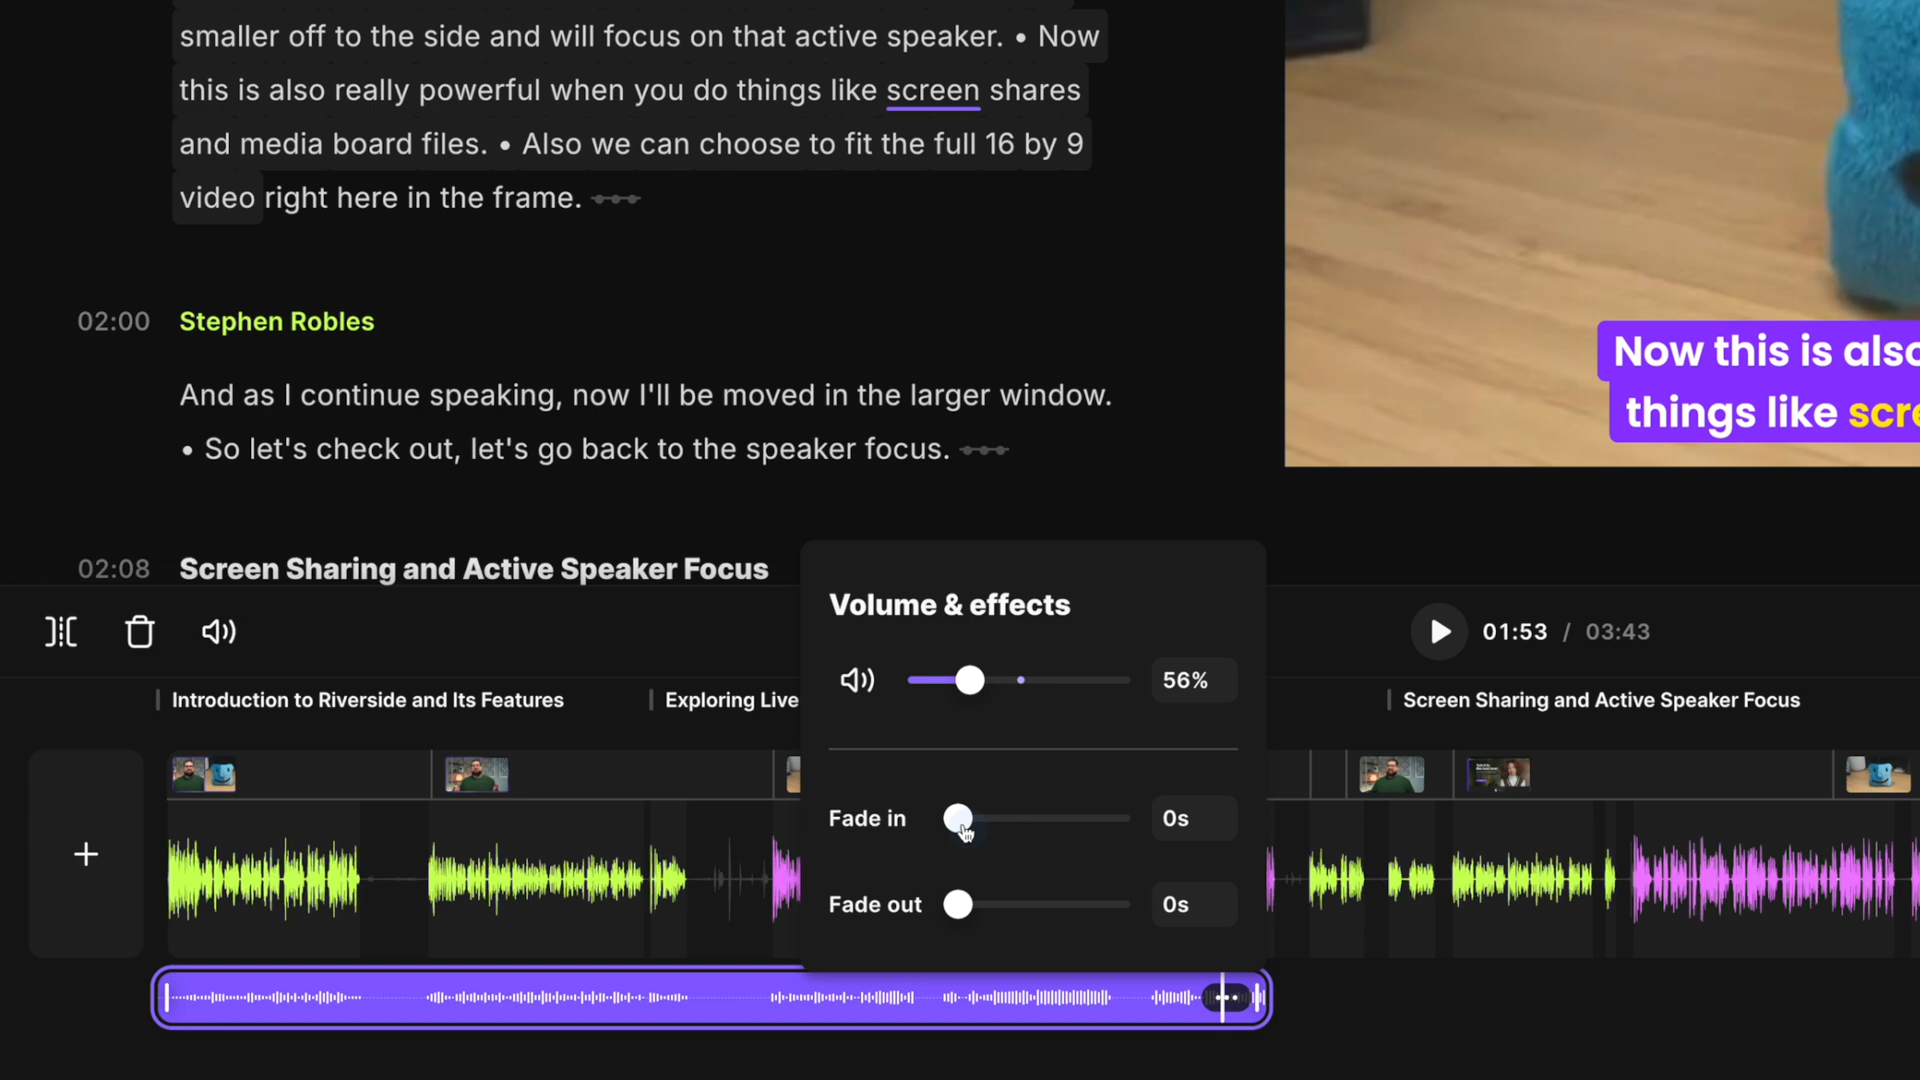 smaller off to the side and will focus on that active speaker. • Now
this is also really powerful when you do things like screen shares
and media board files. • Also we can choose to fit the full 16 by 9
video right here in the frame.
02:00 Stephen Robles
And as I continue speaking, now I'll be moved in the larger window.
• So let's check out, let's go back to the speaker focus.
02:08 Screen Sharing and Active Speaker Focus
Now this is also
things like scre
Volume & effects
56%
Fade in 0s
Fade out 0s
01:53 / 03:43
Introduction to Riverside and Its Features
Exploring Live
Screen Sharing and Active Speaker Focus